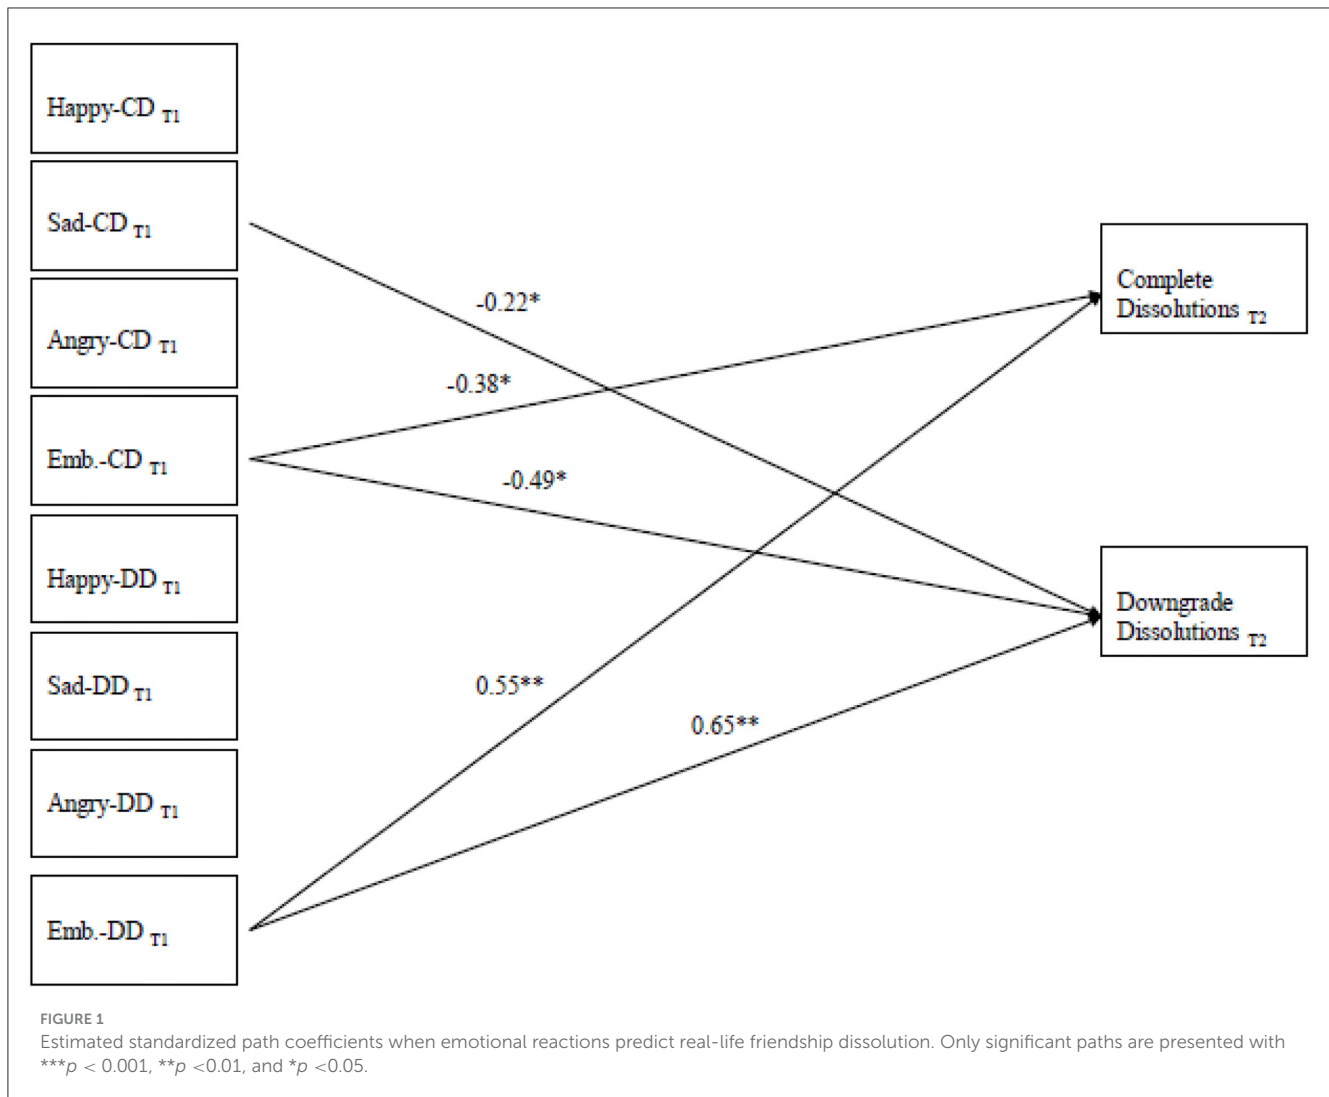 Happy-CD T1
Sad-CD T1
Angry-CD T1
Emb.-CD T1
Happy-DD T1
Sad-DD T1
Angry-DD T1
Emb.-DD T1
-0.22*
-0.38*
-0.49*
0.55**
0.65**
Complete
Dissolutions T2
Downgrade
Dissolutions T2
FIGURE 1
Estimated standardized path coefficients when emotional reactions predict real-life friendship dissolution. Only significant paths are presented with
***p < 0.001, **p <0.01, and *p <0.05.